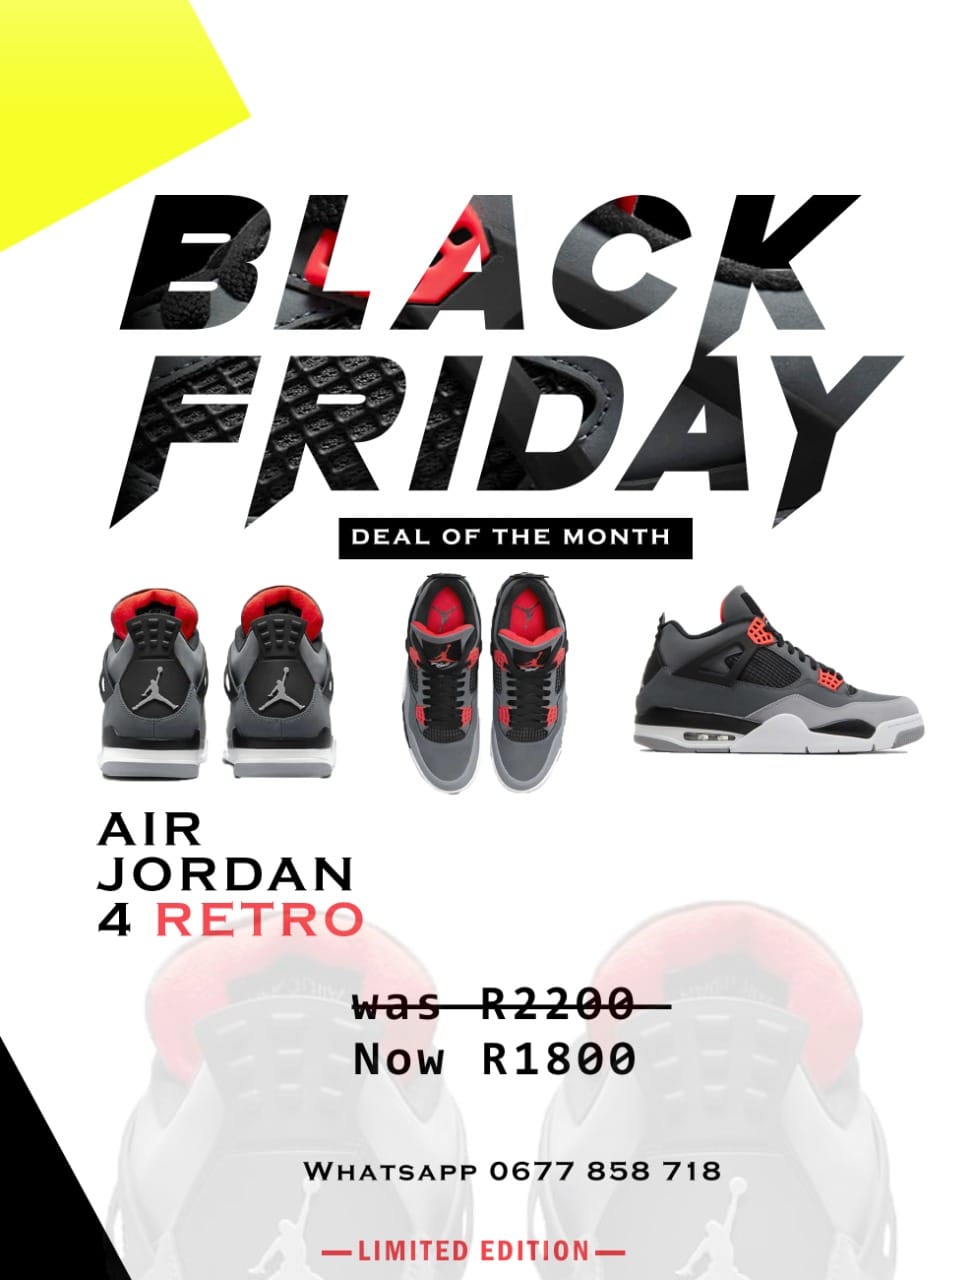 BLACK
FRIDAY
DEAL OF THE MONTH
AIR
JORDAN
4 RETRO
was R2200
Now R1800
WHATSAPP 0677 858 718
LIMITED EDITION